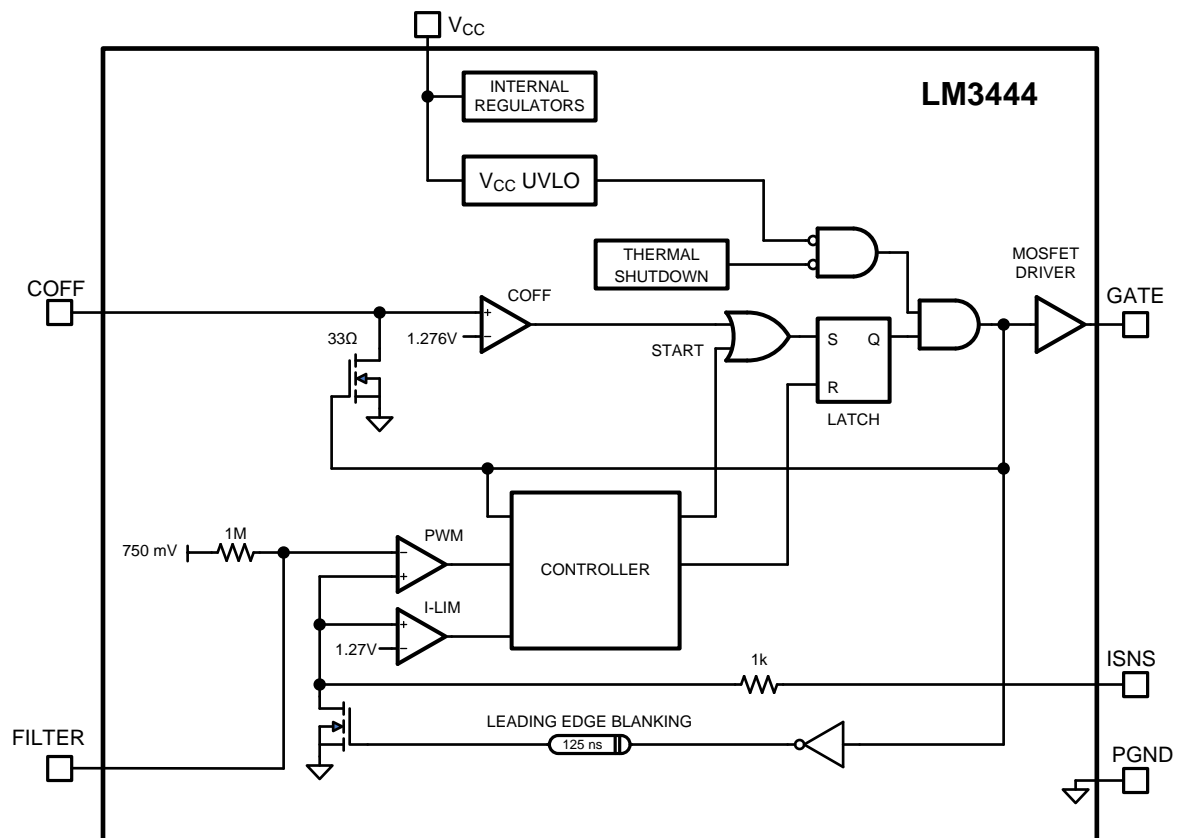 VCC
LM3444
INTERNAL
REGULATORS
VCC UVLO
THERMAL
SHUTDOWN
MOSFET
DRIVER
COFF
COFF
GATE
33Ω
+
1.276V
−
START
S
Q
R
LATCH
750 mV
1M
PWM
−
+
CONTROLLER
I-LIM
+
1.27V
−
1k
ISNS
LEADING EDGE BLANKING
125 ns
FILTER
PGND